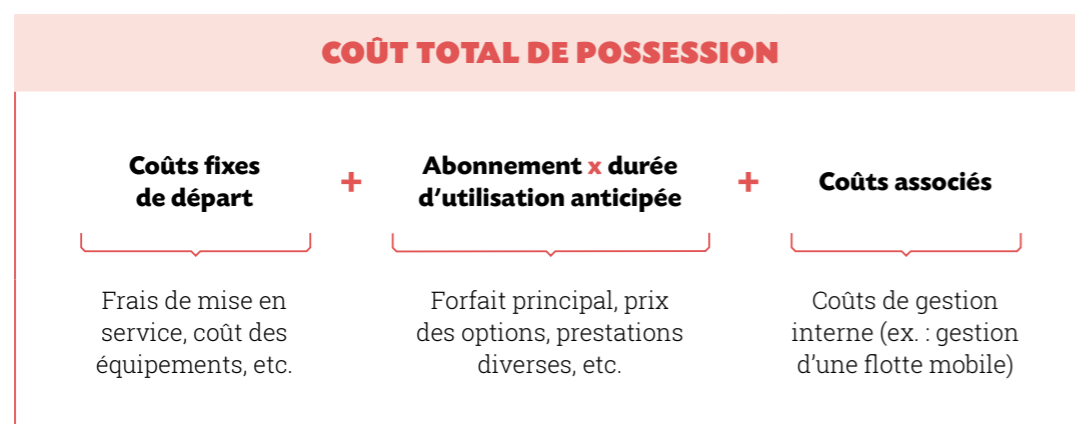 COÛT TOTAL DE POSSESSION
Coûts fixes
de départ
+
Abonnement x durée
d’utilisation anticipée
+
Coûts associés
Frais de mise en
service, coût des
équipements, etc.
Forfait principal, prix
des options, prestations
diverses, etc.
Coûts de gestion
interne (ex. : gestion
d’une flotte mobile)